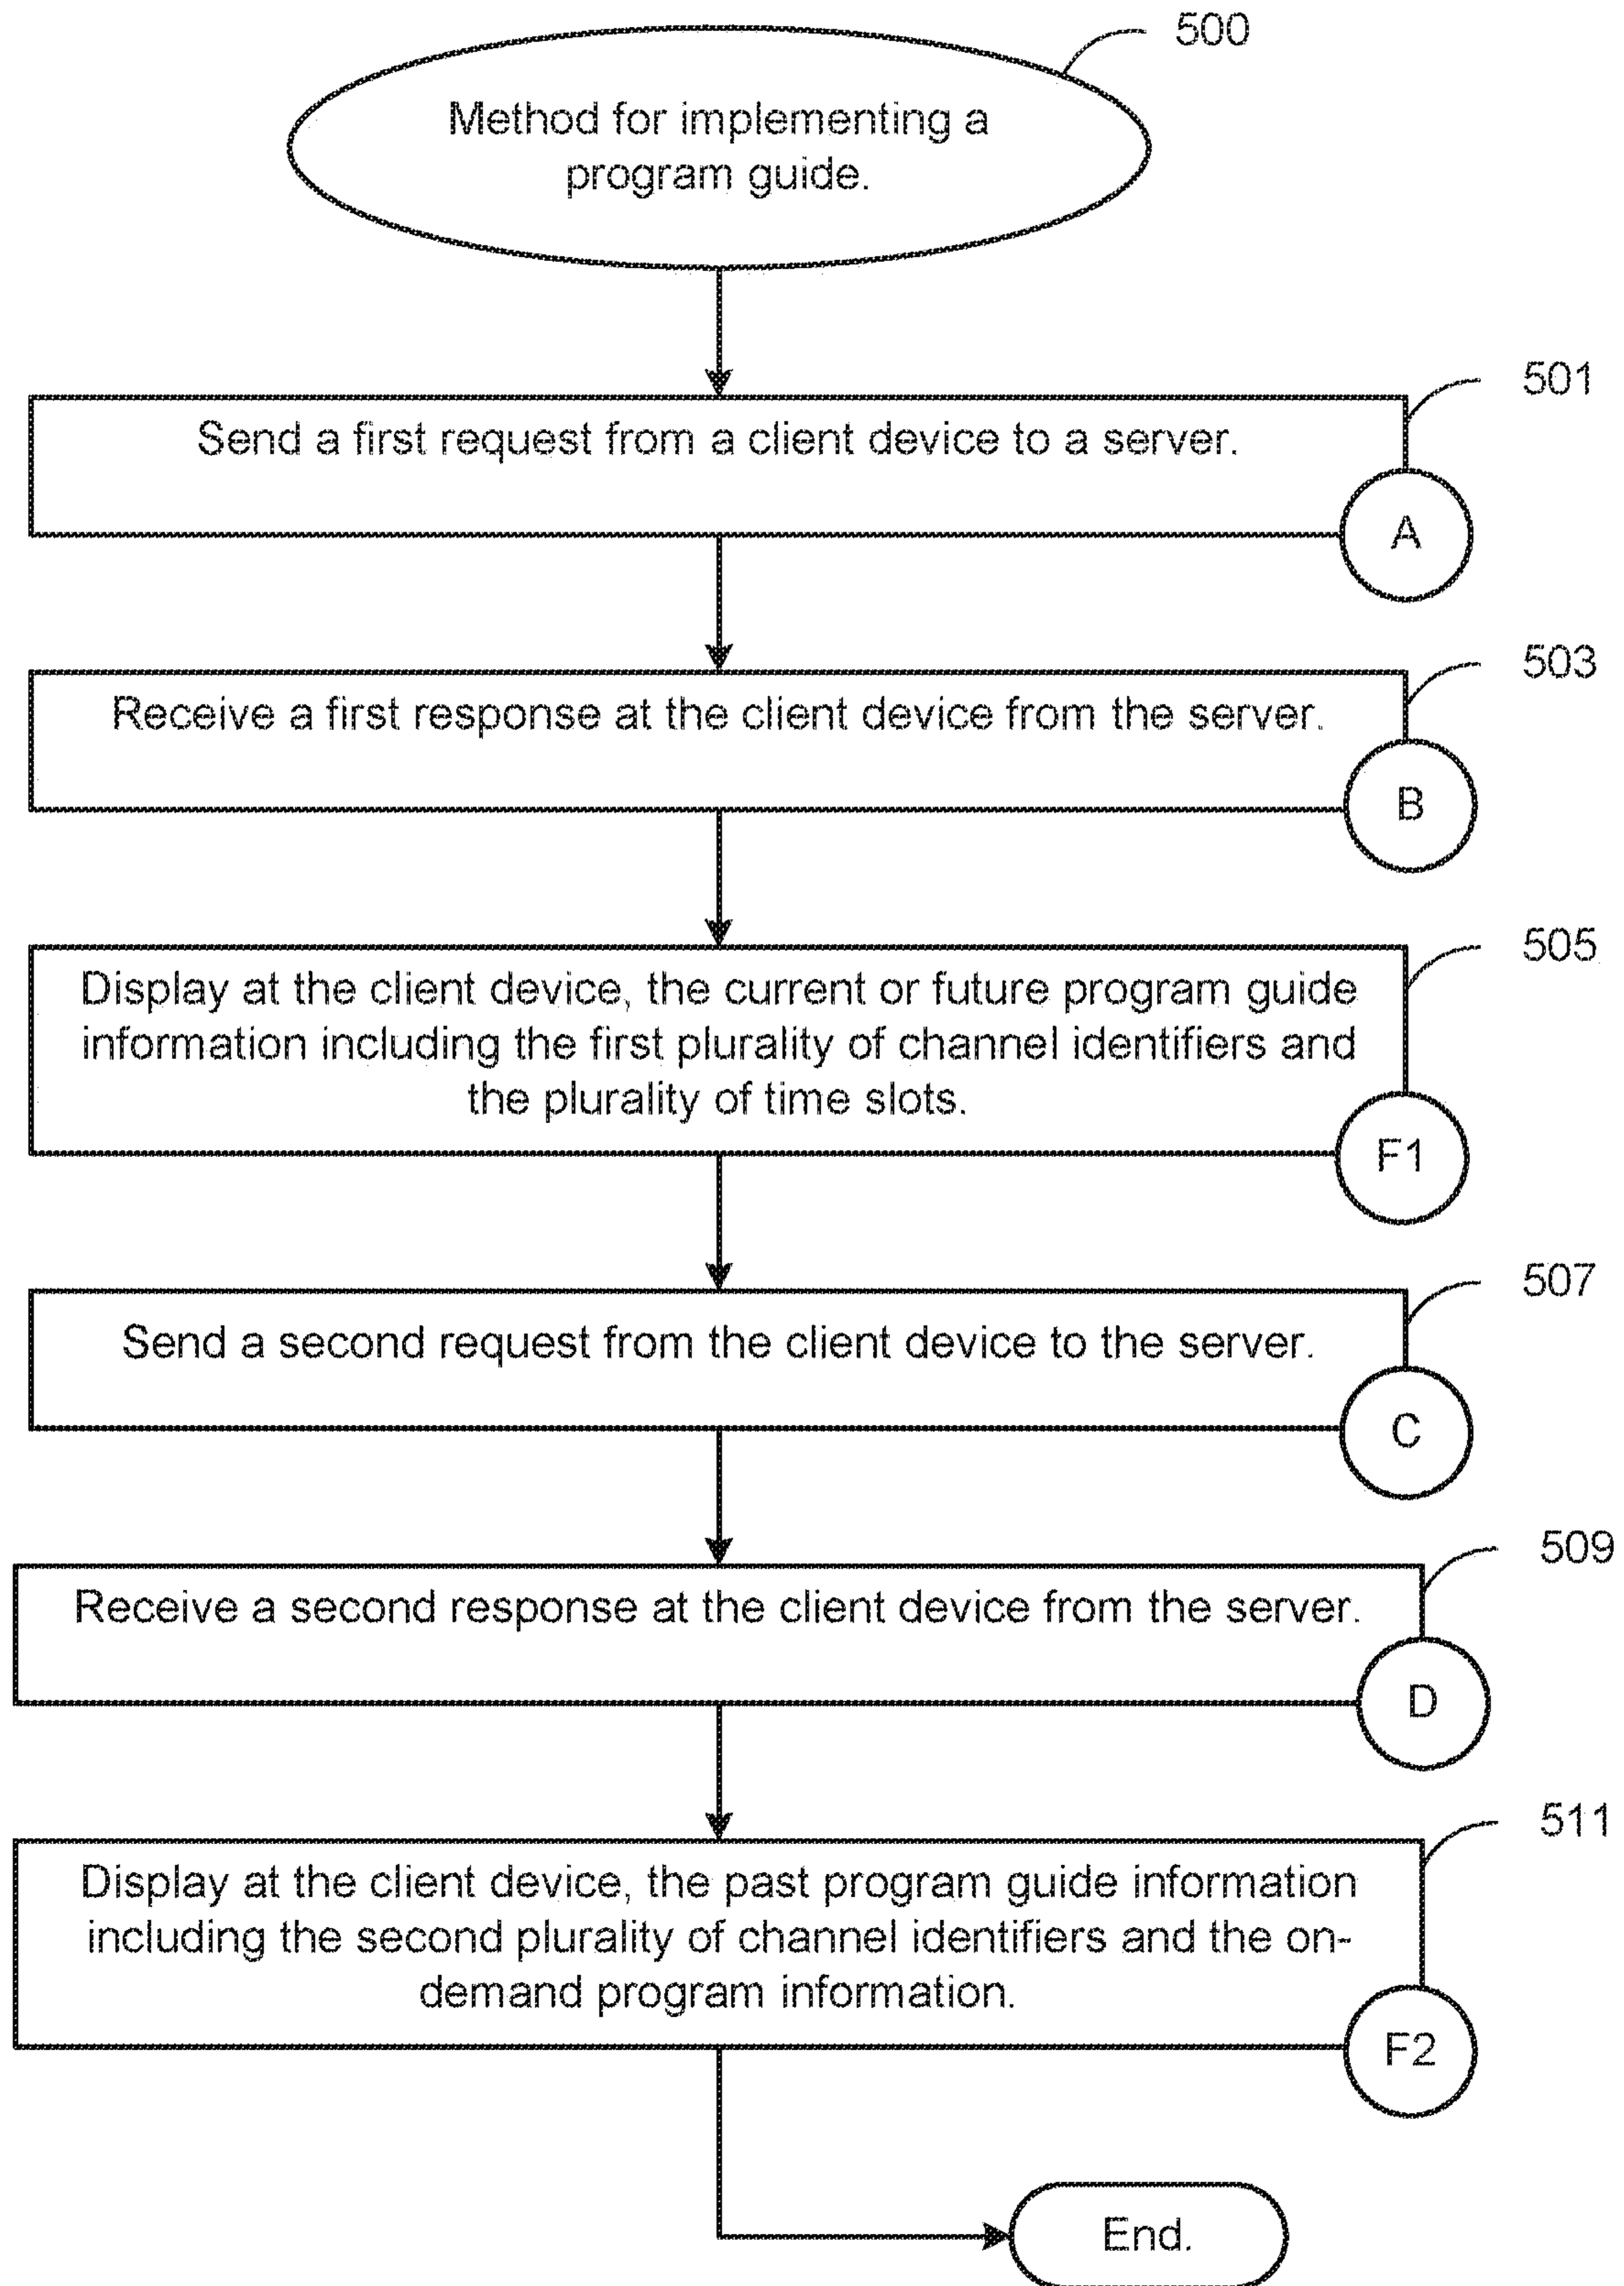 500
Method for implementing a
program guide.
501
Send a first request from a client device to a server.
A
503
Receive a first response at the client device from the server.
B
505
Display at the client device, the current or future program guide
information including the first plurality of channel identifiers and
the plurality of time slots.
F1
507
Send a second request from the client device to the server.
C
509
Receive a second response at the client device from the server.
D
511
Display at the client device, the past program guide information
including the second plurality of channel identifiers and the on-
demand program information.
F2
End.